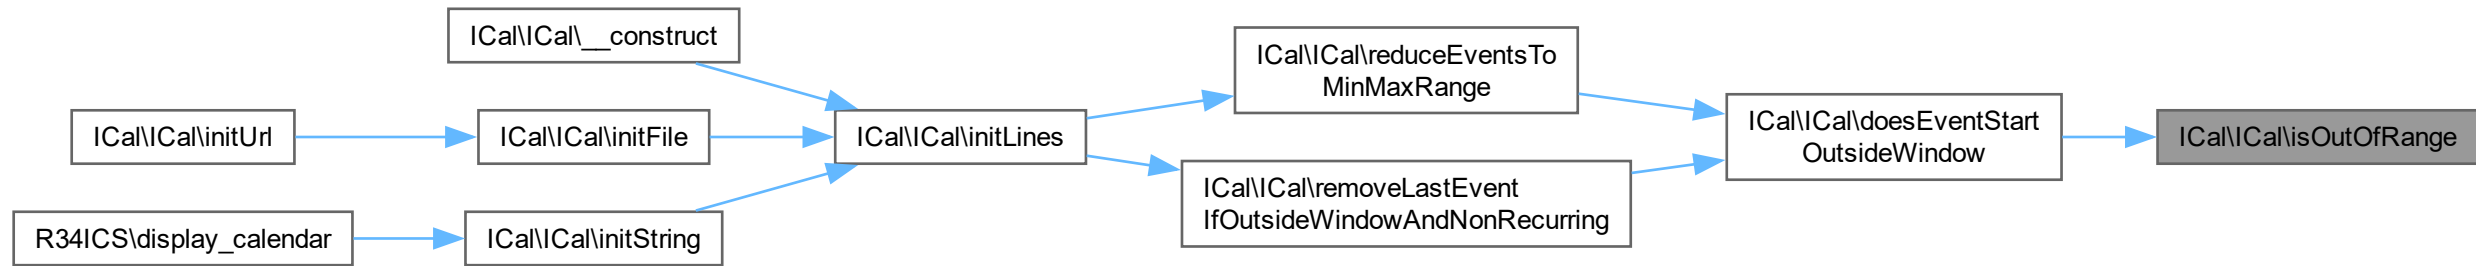 ICal\ICal\__construct
ICal\ICal\reduceEventsTo
MinMaxRange
ICal\ICal\initUrl
ICal\ICal\initFile
ICal\ICal\initLines
ICal\ICal\doesEventStart
OutsideWindow
ICal\ICal\isOutOfRange
ICal\ICal\removeLastEvent
IfOutsideWindowAndNonRecurring
R34ICS\display_calendar
ICal\ICal\initString